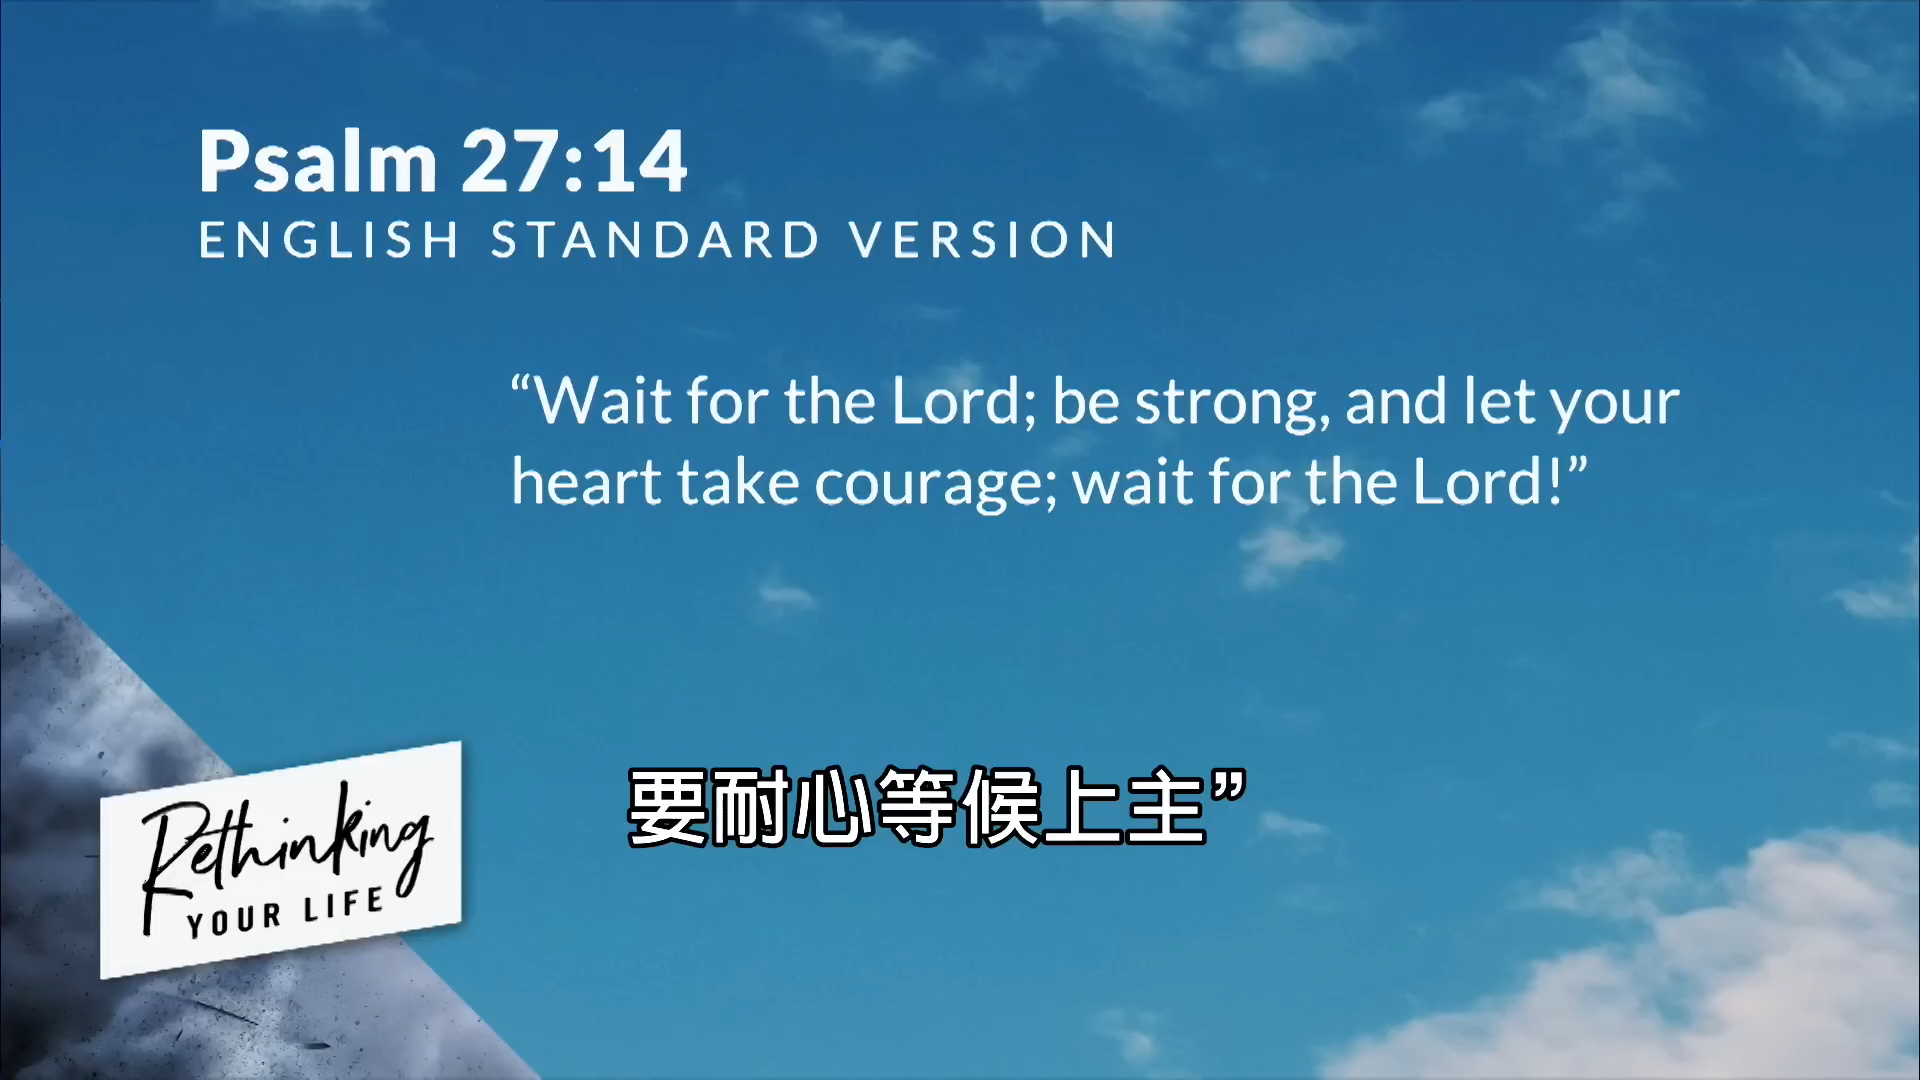 Psalm 27:14
ENGLISH STANDARD VERSION
“Wait for the Lord; be strong, and let your
heart take courage; wait for the Lord!”
要耐心等候上主”
Rethinking
YOUR LIFE